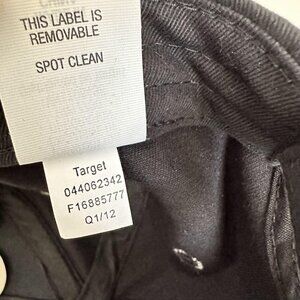 THIS LABEL IS
REMOVABLE
SPOT CLEAN
Target
044062342
F16885777
Q1/12